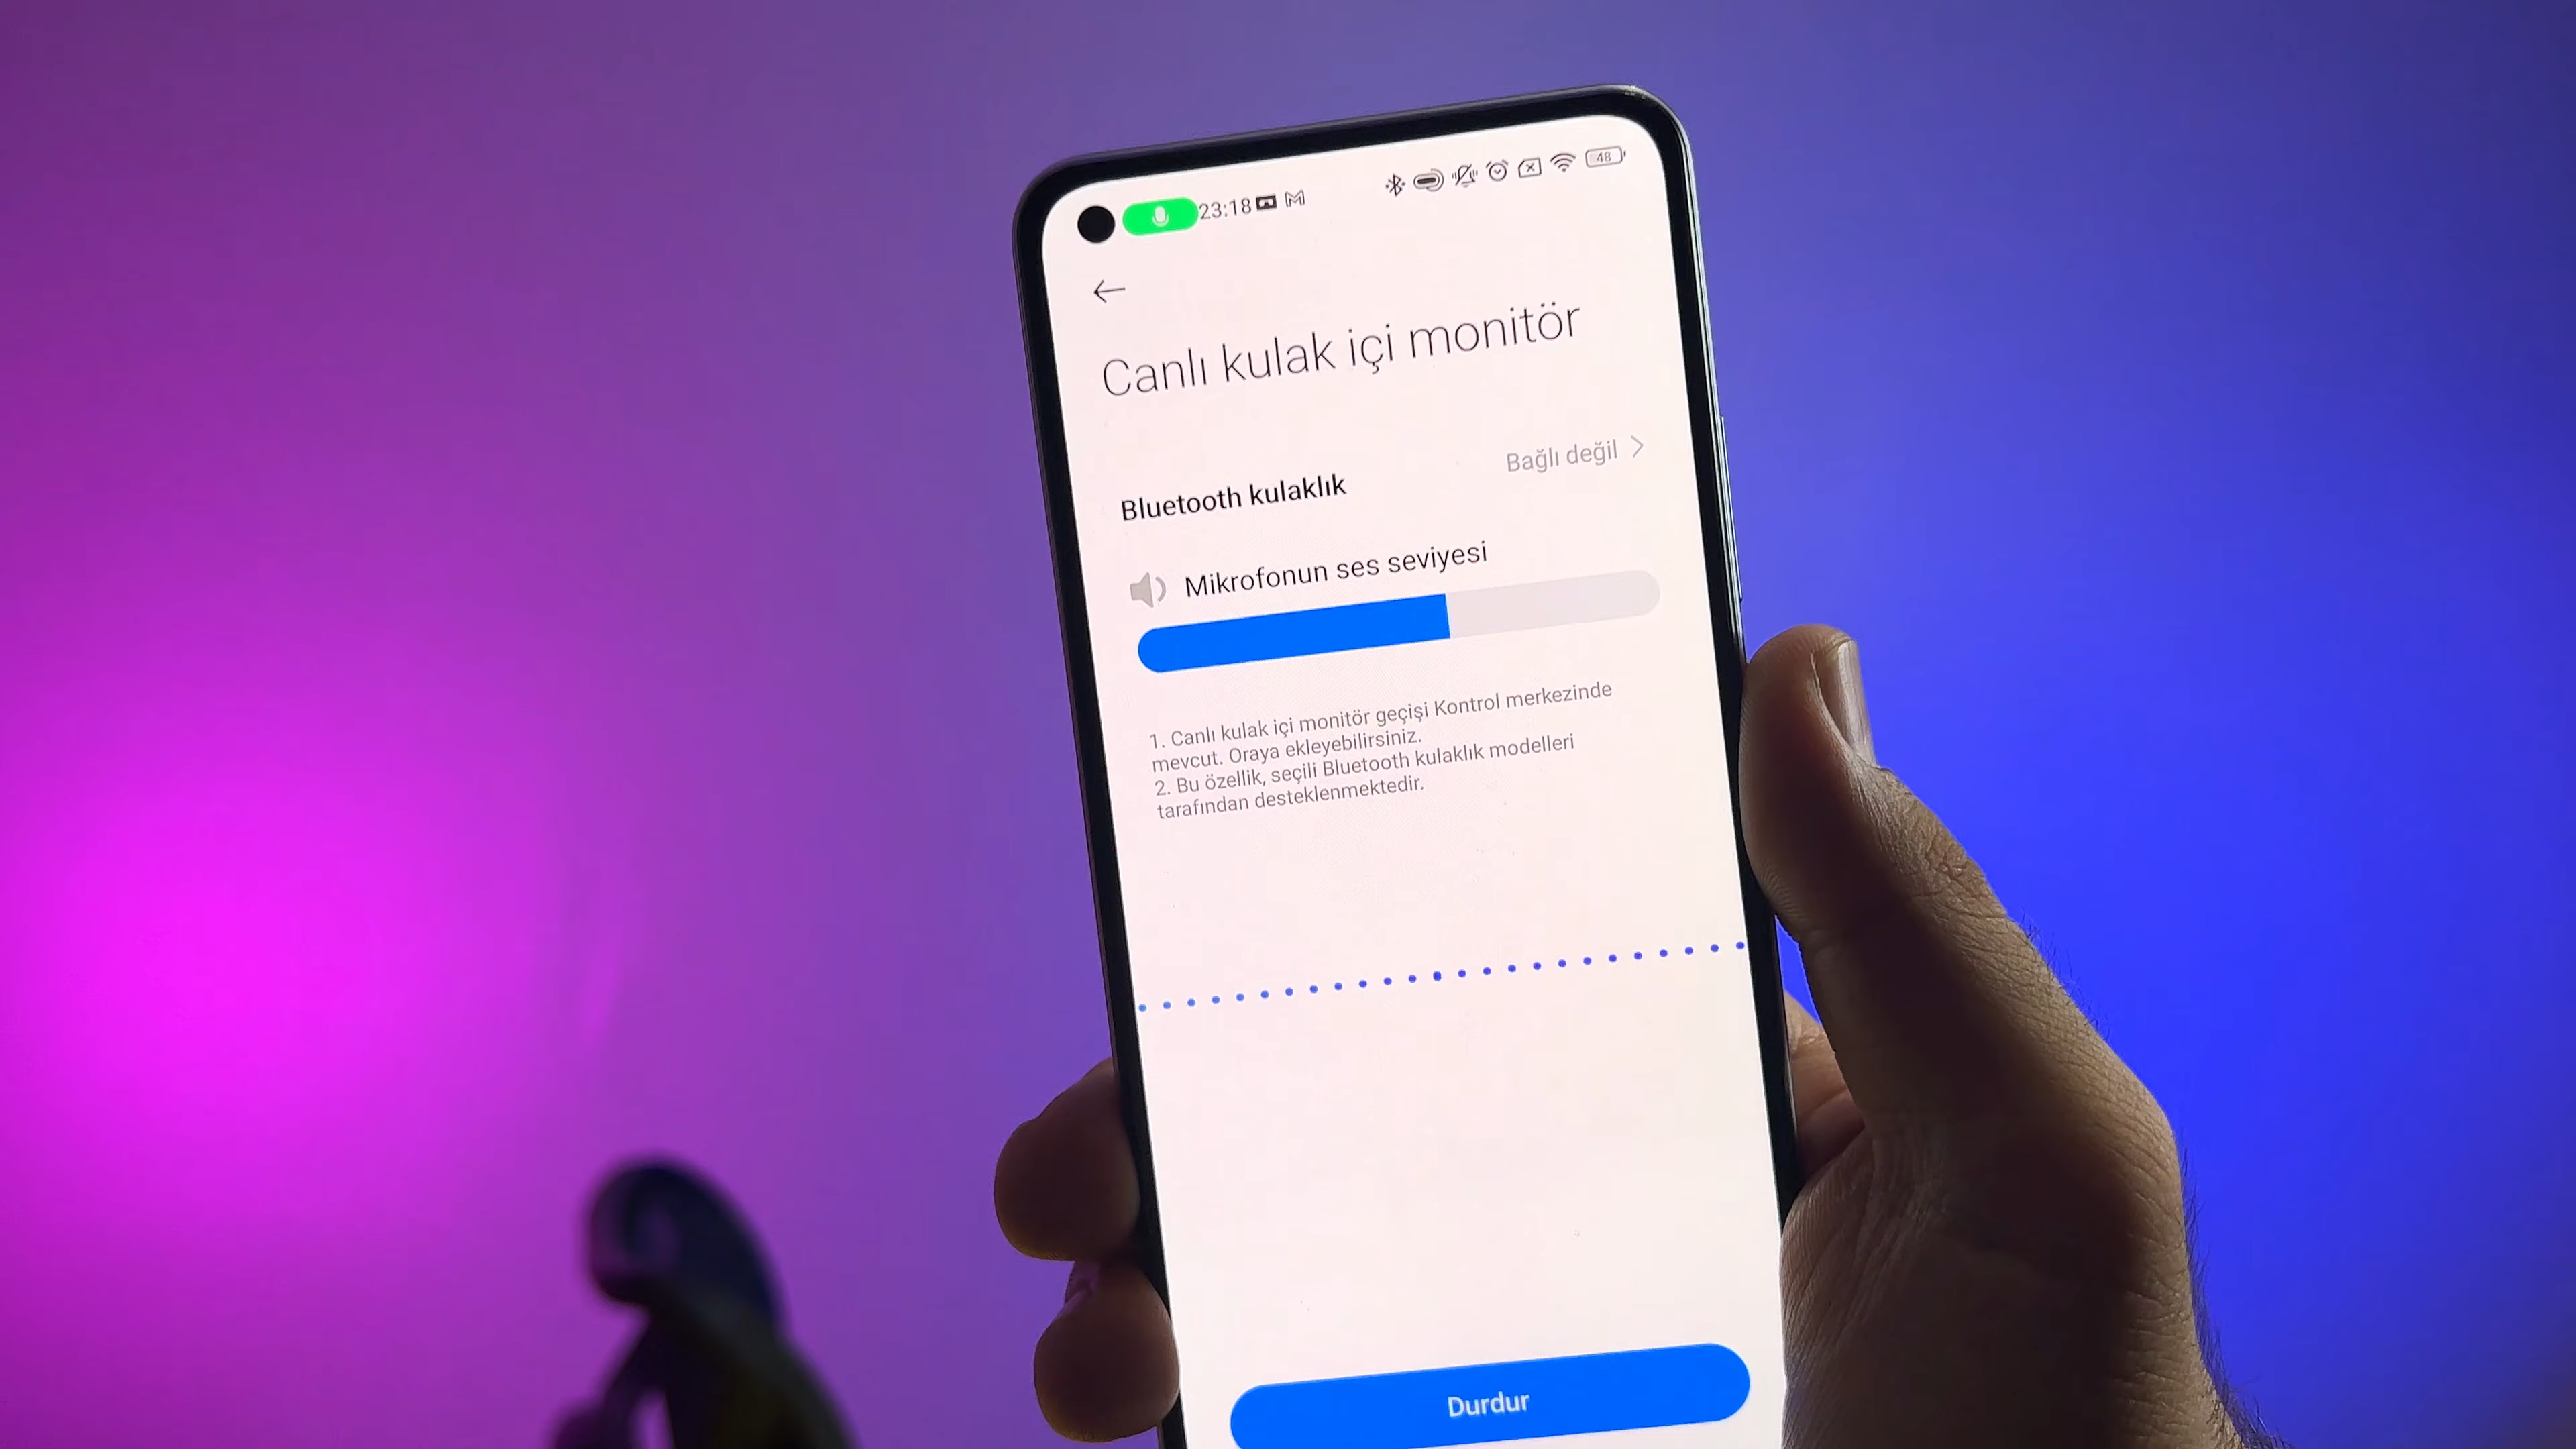 23:18
48
Canlı kulak içi monitör
Bağlı değil
Bluetooth kulaklık
Mikrofonun ses seviyesi
1. Canlı kulak içi monitör geçişi Kontrol merkezinde
mevcut. Oraya ekleyebilirsiniz.
2. Bu özellik, seçili Bluetooth kulaklık modelleri
tarafından desteklenmektedir.
Durdur